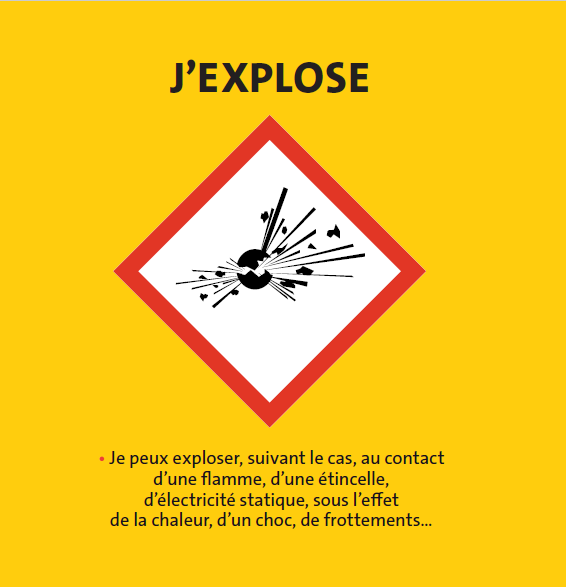 J’EXPLOSE
• Je peux exploser, suivant le cas, au contact
d’une flamme, d’une étincelle,
d’électricité statique, sous l’effet
de la chaleur, d’un choc, de frottements...